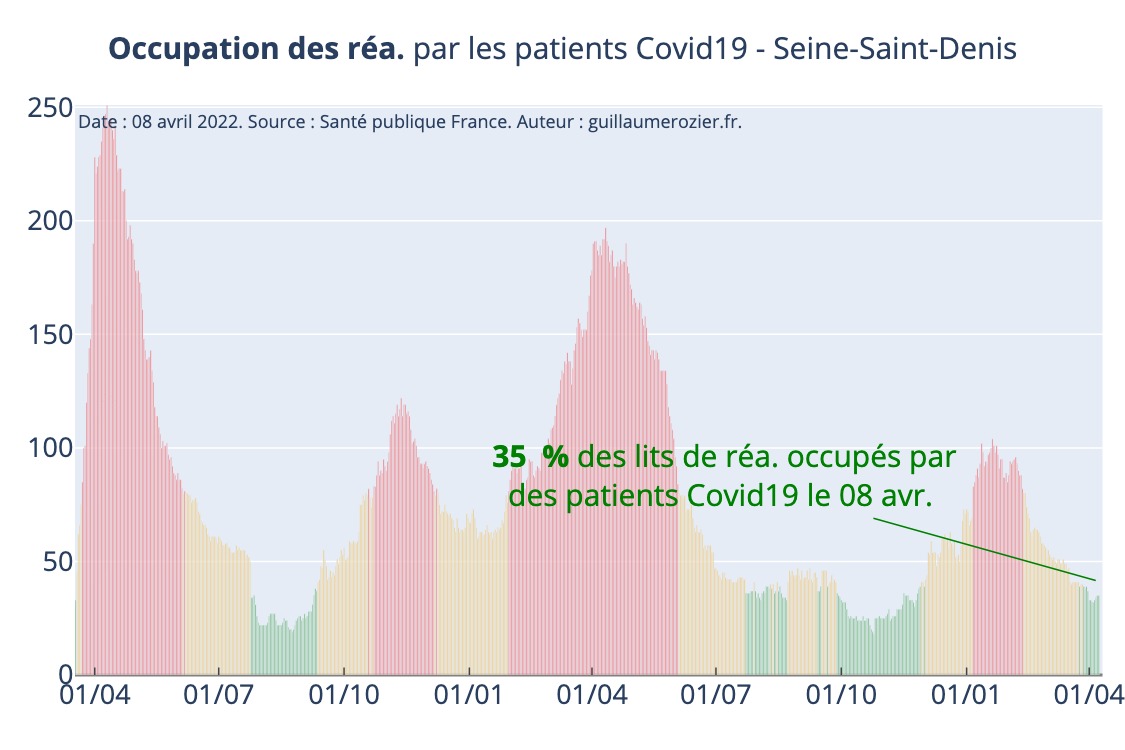 Occupation des réa. par les patients Covid19 - Seine-Saint-Denis
250
Date : 08 avril 2022. Source : Santé publique France. Auteur : guillaumerozier.fr.
200
150
100
35 % des lits de réa. occupés par
des patients Covid19 le 08 avr.
50
0
01/04 01/07 01/10 01/01 01/04 01/07 01/10 01/01 01/04